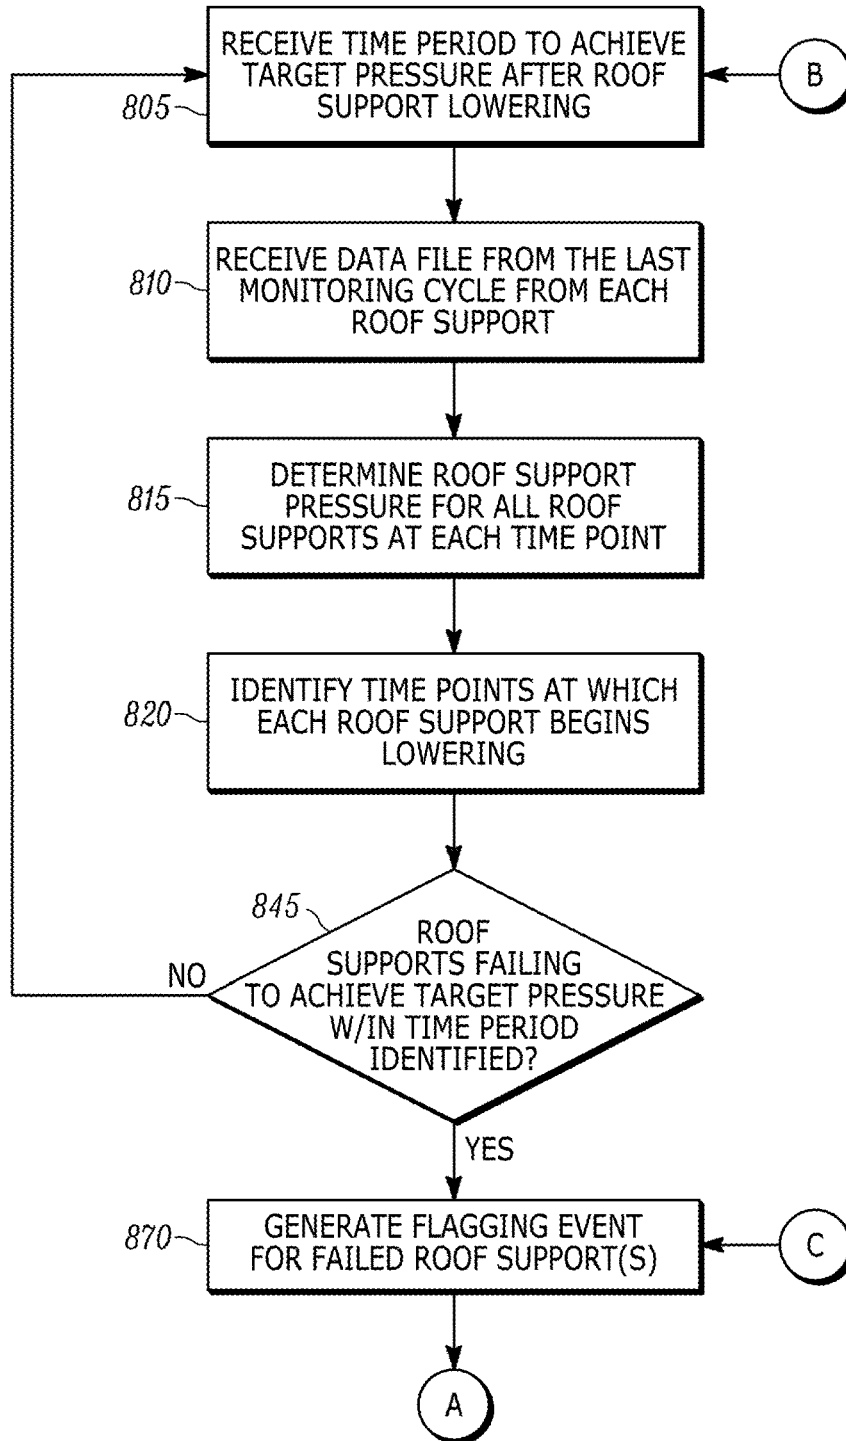 RECEIVE TIME PERIOD TO ACHIEVE
TARGET PRESSURE AFTER ROOF
SUPPORT LOWERING
805
B
RECEIVE DATA FILE FROM THE LAST
MONITORING CYCLE FROM EACH
ROOF SUPPORT
810
DETERMINE ROOF SUPPORT
PRESSURE FOR ALL ROOF
SUPPORTS AT EACH TIME POINT
815
IDENTIFY TIME POINTS AT WHICH
EACH ROOF SUPPORT BEGINS
LOWERING
820
845
ROOF
SUPPORTS FAILING
TO ACHIEVE TARGET PRESSURE
W/IN TIME PERIOD
IDENTIFIED?
NO
YES
GENERATE FLAGGING EVENT
FOR FAILED ROOF SUPPORT(S)
870
C
A